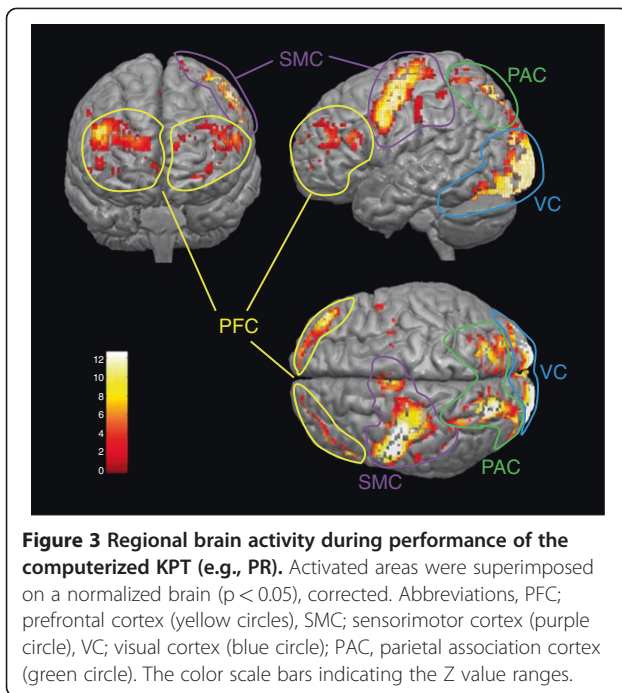 SMC
PAC
VC
PFC
12
10
8
6
4
2
0
VC
PAC
SMC
Figure 3 Regional brain activity during performance of the
computerized KPT (e.g., PR). Activated areas were superimposed
on a normalized brain (p < 0.05), corrected. Abbreviations, PFC;
prefrontal cortex (yellow circles), SMC; sensorimotor cortex (purple
circle), VC; visual cortex (blue circle); PAC, parietal association cortex
(green circle). The color scale bars indicating the Z value ranges.